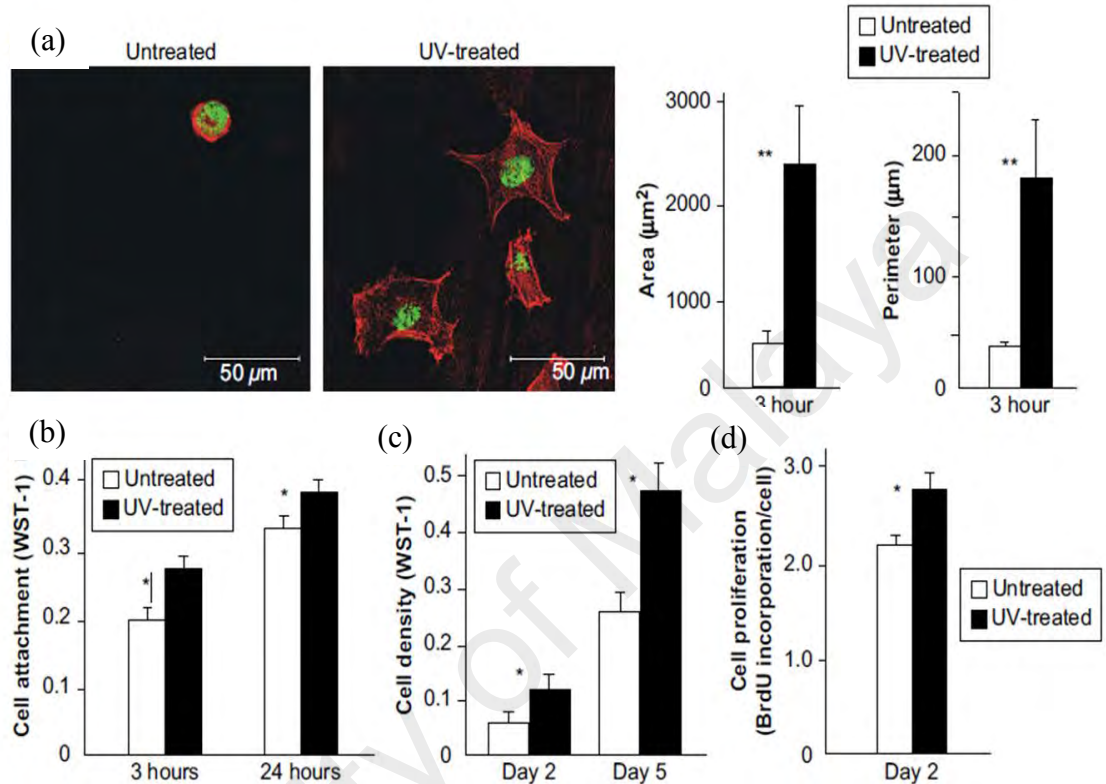 (a)
Untreated
UV-treated
50 µm
50 µm
Untreated
UV-treated
Area (µm²)
3000
2000
1000
0
**
3 hour
Perimeter (µm)
200
100
0
**
3 hour
(b)
Cell attachment (WST-1)
0.4
0.3
0.2
0.1
0
Untreated
UV-treated
*
*
3 hours
24 hours
(c)
Cell density (WST-1)
0.5
0.4
0.3
0.2
0.1
0
Untreated
UV-treated
*
*
Day 2
Day 5
(d)
Cell proliferation
(BrdU incorporation/cell)
3.0
2.0
1.0
0
*
Day 2
Untreated
UV-treated
ty of Malaya